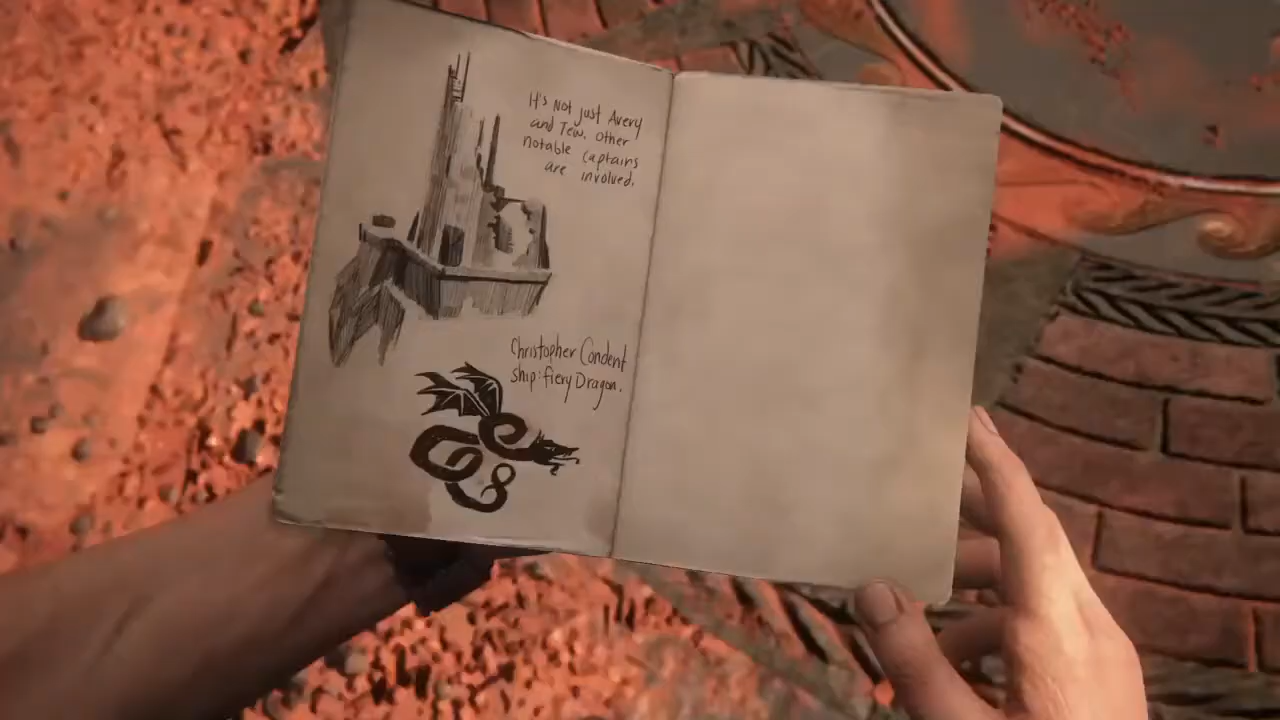 It's Not just Avery
and Tew. Other
notable captains
are involved.
Christopher Condent
ship: fiery Dragon.